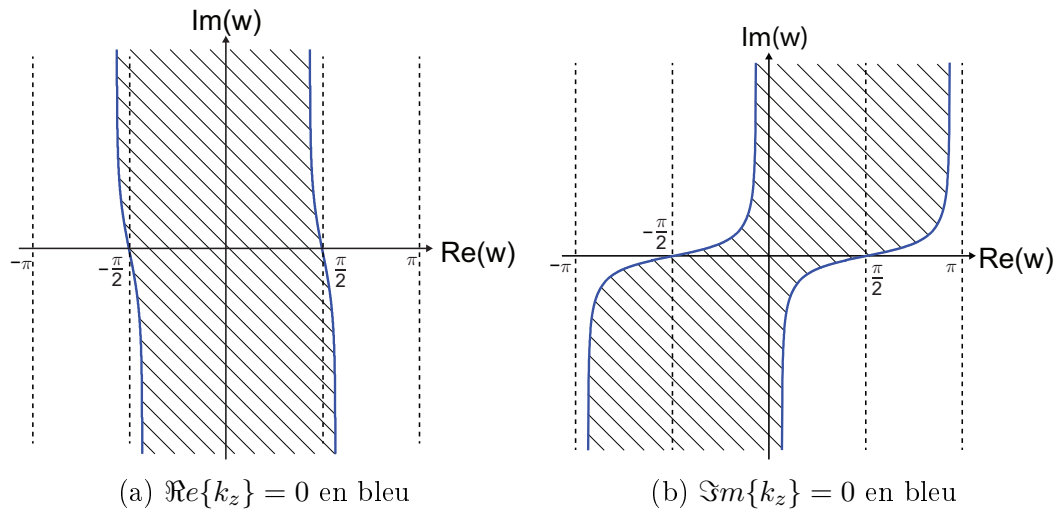 Im(w)
−π
−π/2
π/2
π
Re(w)
(a) ℜe{k_z} = 0 en bleu
Im(w)
−π
−π/2
π/2
π
Re(w)
(b) ℑm{k_z} = 0 en bleu